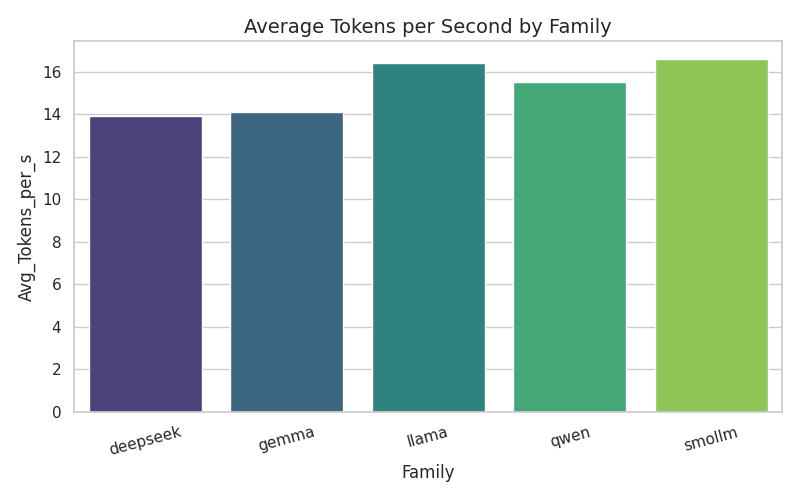 Average Tokens per Second by Family
Avg_Tokens_per_s
16
14
12
10
8
6
4
2
0
deepseek
gemma
llama
qwen
smollm
Family